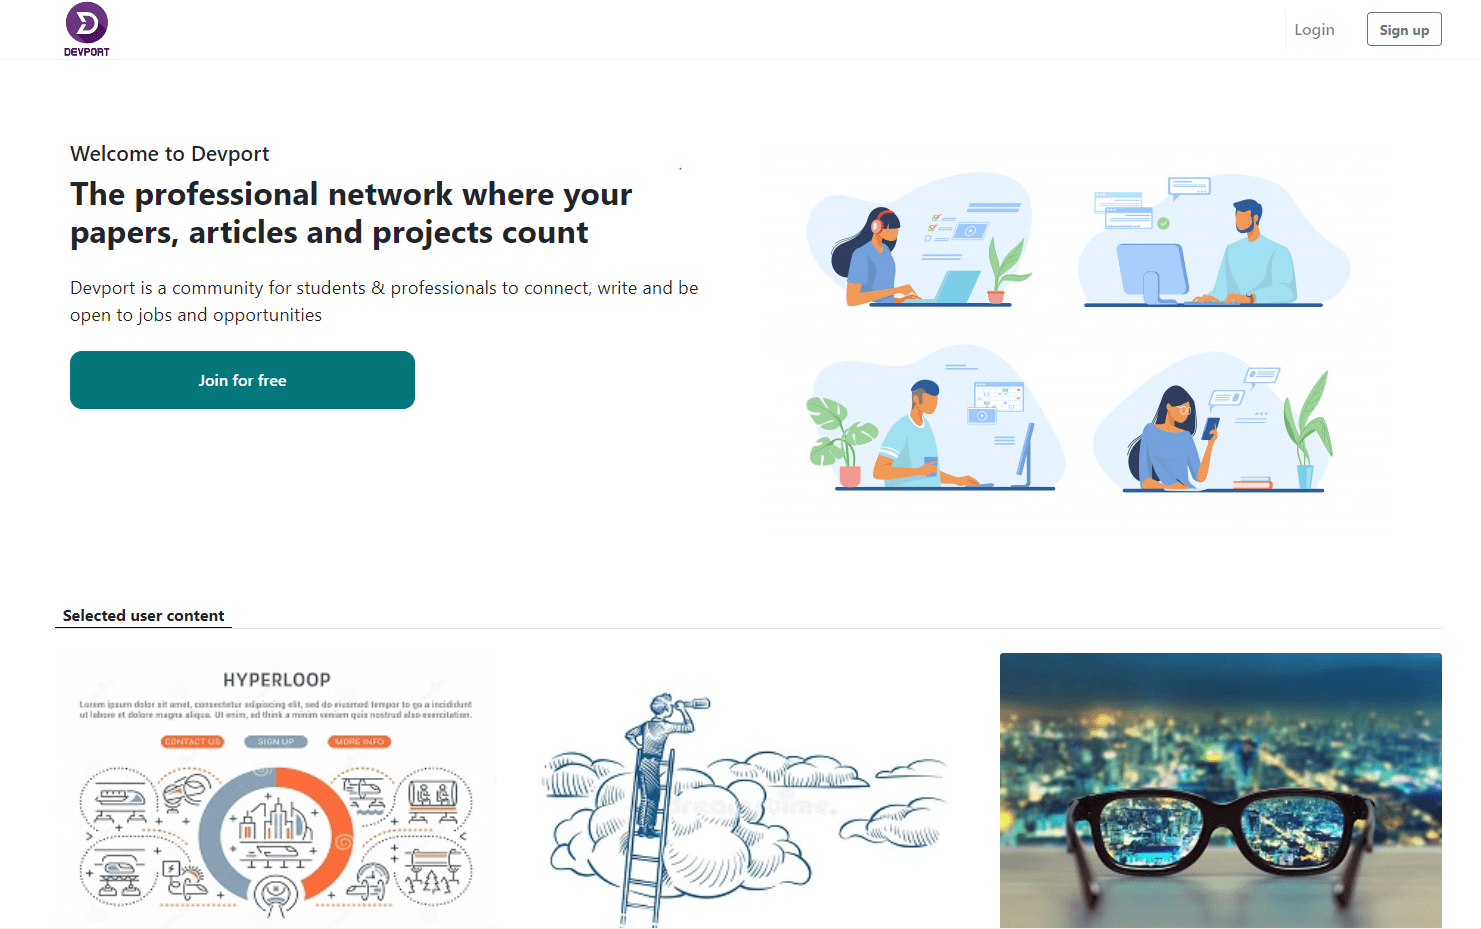 DEVPORT
Login
Sign up
Welcome to Devport
The professional network where your
papers, articles and projects count
Devport is a community for students & professionals to connect, write and be
open to jobs and opportunities
Join for free
Selected user content
HYPERLOOP
Lorem ipsum dolor sit amet, consectetur adipiscing elit, sed do eiusmod tempor to go a incididunt
ut labore et dolore magna aliqua. Ut enim, ad think a minim veniam quis nostrud also exercitation.
CONTACT US
SIGN UP
MORE INFO
dreamstime.